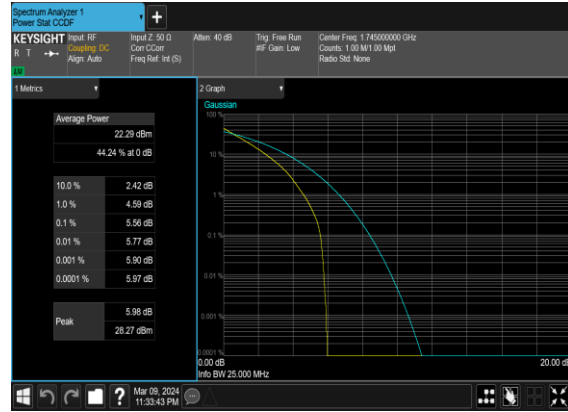 Spectrum Analyzer 1
Power Stat CCDF
KEYSIGHT
R T
LXI
Input: RF
Coupling: DC
Align: Auto
Input Z: 50 Ω
Corr CCorr
Freq Ref: Int (S)
Atten: 40 dB
Trig: Free Run
#IF Gain: Low
Center Freq: 1.745000000 GHz
Counts: 1.00 M/1.00 Mpt
Radio Std: None
1 Metrics
Average Power
22.29 dBm
44.24 % at 0 dB
10.0 % 2.42 dB
1.0 % 4.59 dB
0.1 % 5.56 dB
0.01 % 5.77 dB
0.001 % 5.90 dB
0.0001 % 5.97 dB
Peak
5.98 dB
28.27 dBm
2 Graph
Gaussian
100 %
10 %
1 %
0.1 %
0.01 %
0.001 %
0.0001 %
0.00 dB
20.00 dB
Info BW 25.000 MHz
?
Mar 09, 2024
11:33:43 PM